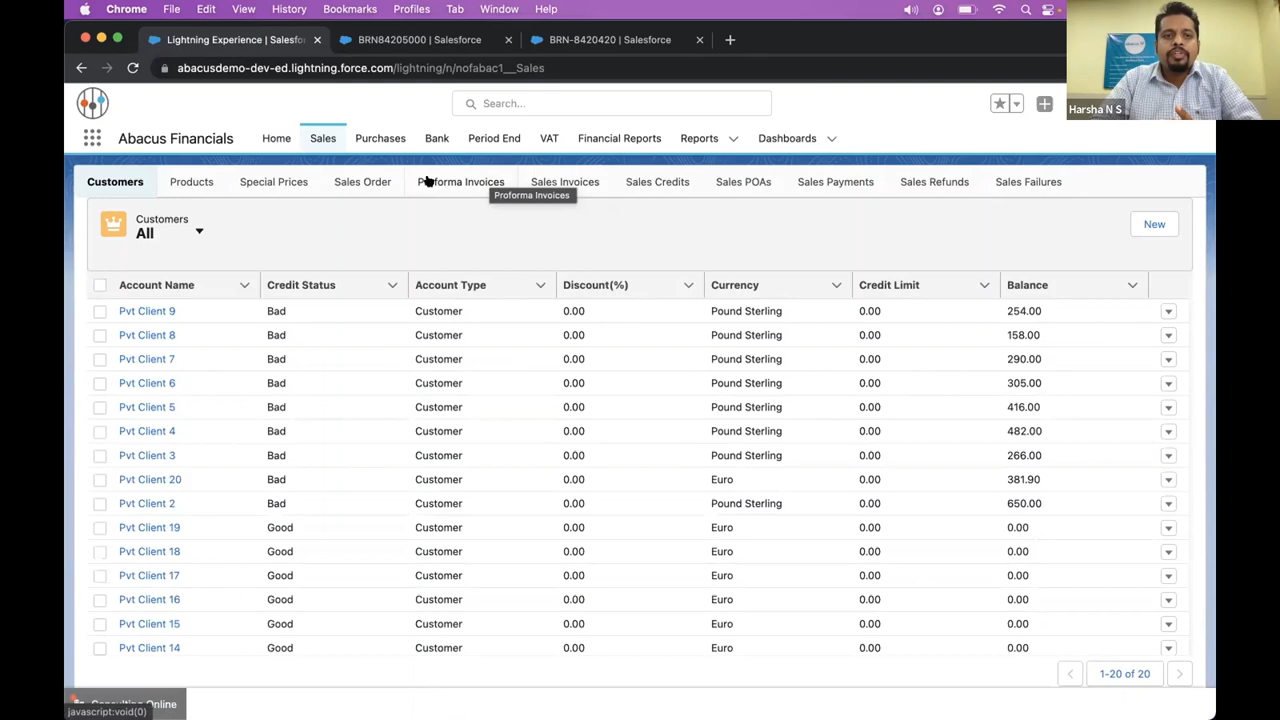 Chrome File Edit View History Bookmarks Profiles Tab Window Help
Lightning Experience | Salesfo BRN84205000 | Salesforce BRN-8420420 | Salesforce
abacusdemo-dev-ed.lightning.force.com/light nofabc1__Sales
abacus
Harsha N S
Search...
Abacus Financials Home Sales Purchases Bank Period End VAT Financial Reports Reports Dashboards
Customers Products Special Prices Sales Order Proforma Invoices Sales Invoices Sales Credits Sales POAs Sales Payments Sales Refunds Sales Failures
Proforma Invoices
Customers
All
New
Account Name Credit Status Account Type Discount(%) Currency Credit Limit Balance
Pvt Client 9 Bad Customer 0.00 Pound Sterling 0.00 254.00
Pvt Client 8 Bad Customer 0.00 Pound Sterling 0.00 158.00
Pvt Client 7 Bad Customer 0.00 Pound Sterling 0.00 290.00
Pvt Client 6 Bad Customer 0.00 Pound Sterling 0.00 305.00
Pvt Client 5 Bad Customer 0.00 Pound Sterling 0.00 416.00
Pvt Client 4 Bad Customer 0.00 Pound Sterling 0.00 482.00
Pvt Client 3 Bad Customer 0.00 Pound Sterling 0.00 266.00
Pvt Client 20 Bad Customer 0.00 Euro 0.00 381.90
Pvt Client 2 Bad Customer 0.00 Pound Sterling 0.00 650.00
Pvt Client 19 Good Customer 0.00 Euro 0.00 0.00
Pvt Client 18 Good Customer 0.00 Euro 0.00 0.00
Pvt Client 17 Good Customer 0.00 Euro 0.00 0.00
Pvt Client 16 Good Customer 0.00 Euro 0.00 0.00
Pvt Client 15 Good Customer 0.00 Euro 0.00 0.00
Pvt Client 14 Good Customer 0.00 Euro 0.00 0.00
1-20 of 20
Consulting Online
javascript:void(0)